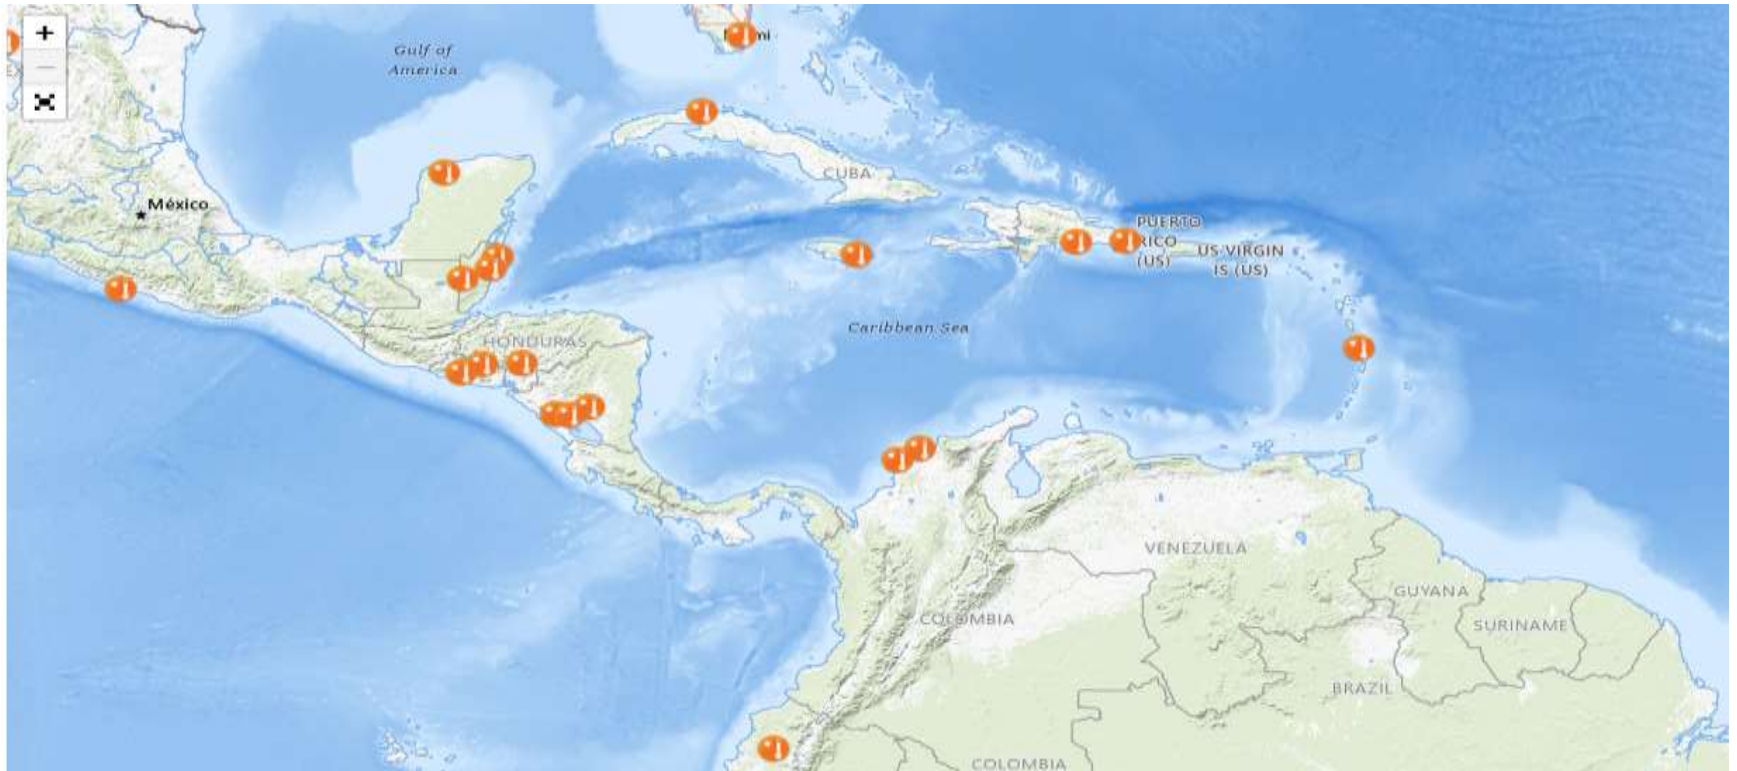 +
Gulf of
America
México
CUBA
PUERTO
RICO
(US)
US VIRGIN
IS (US)
Caribbean Sea
HONDURAS
VENEZUELA
GUYANA
SURINAME
COLOMBIA
BRAZIL
COLOMBIA